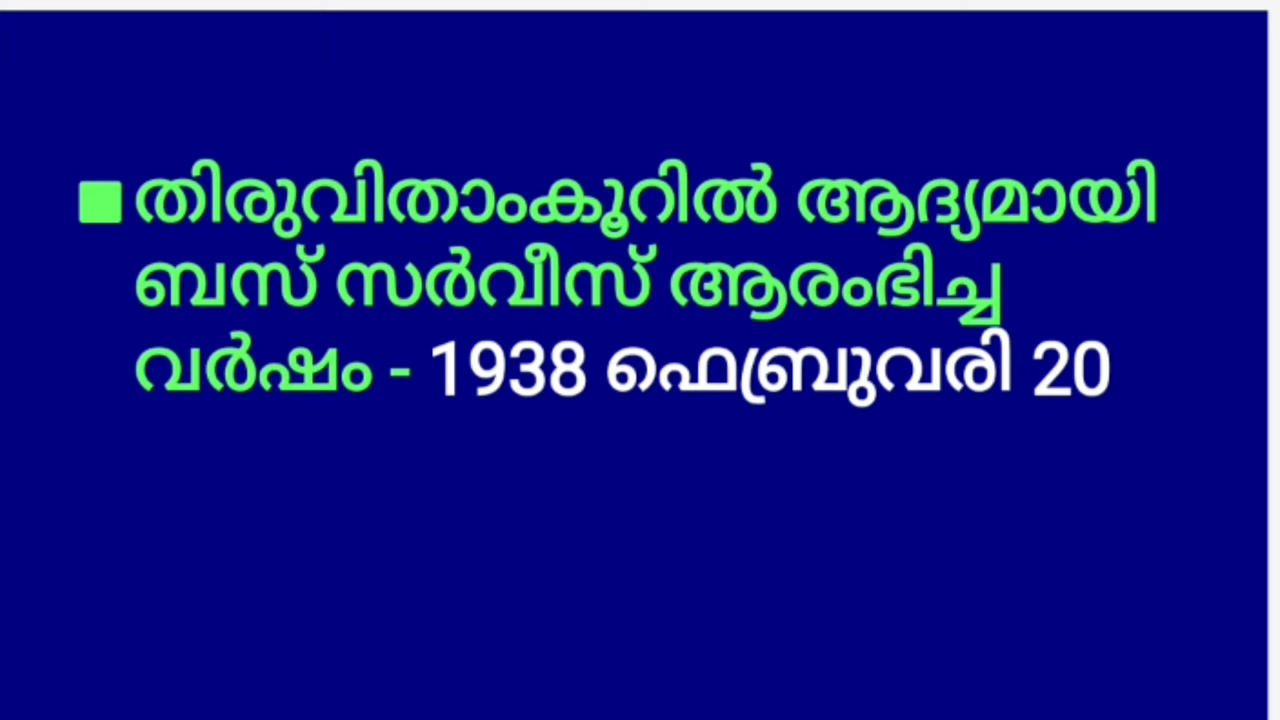 ■ തിരുവിതാംകൂറിൽ ആദ്യമായി
ബസ് സർവീസ് ആരംഭിച്ച
വർഷം - 1938 ഫെബ്രുവരി 20